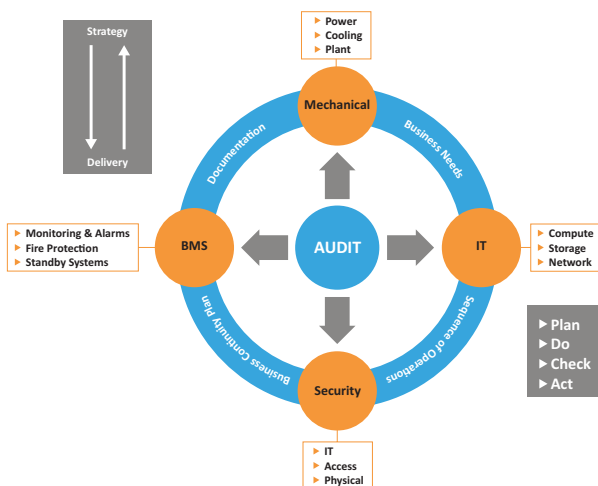 Strategy
Delivery
Power
Cooling
Plant
Mechanical
Documentation
Business Needs
Monitoring & Alarms
Fire Protection
Standby Systems
BMS
AUDIT
IT
Compute
Storage
Network
Business Continuity Plan
Sequence of Operations
Plan
Do
Check
Act
Security
IT
Access
Physical